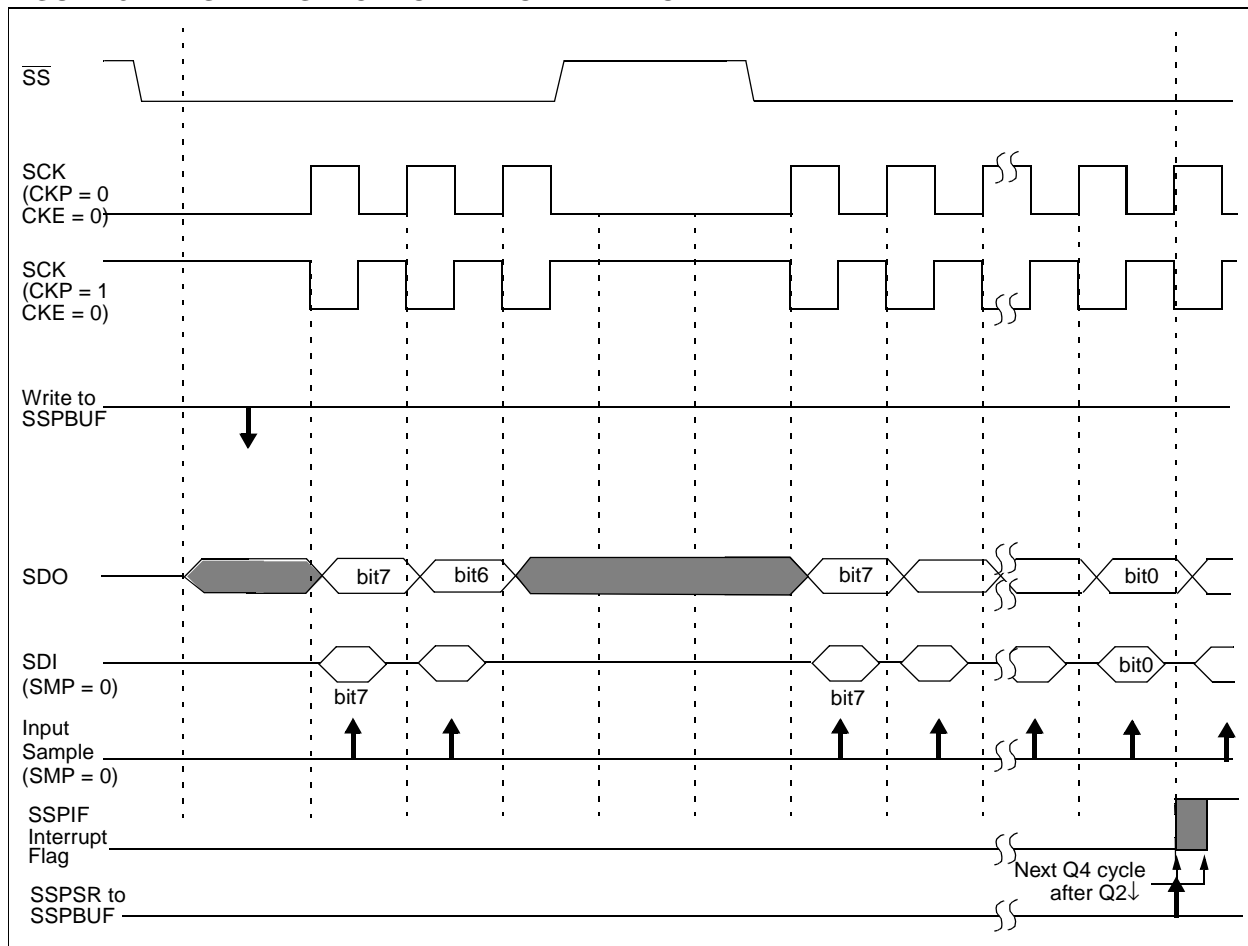 SS
SCK
(CKP = 0
CKE = 0)
SCK
(CKP = 1
CKE = 0)
Write to
SSPBUF
SDO
bit7
bit6
bit7
bit0
SDI
(SMP = 0)
bit7
bit7
bit0
Input
Sample
(SMP = 0)
SSPIF
Interrupt
Flag
Next Q4 cycle
after Q2↓
SSPSR to
SSPBUF